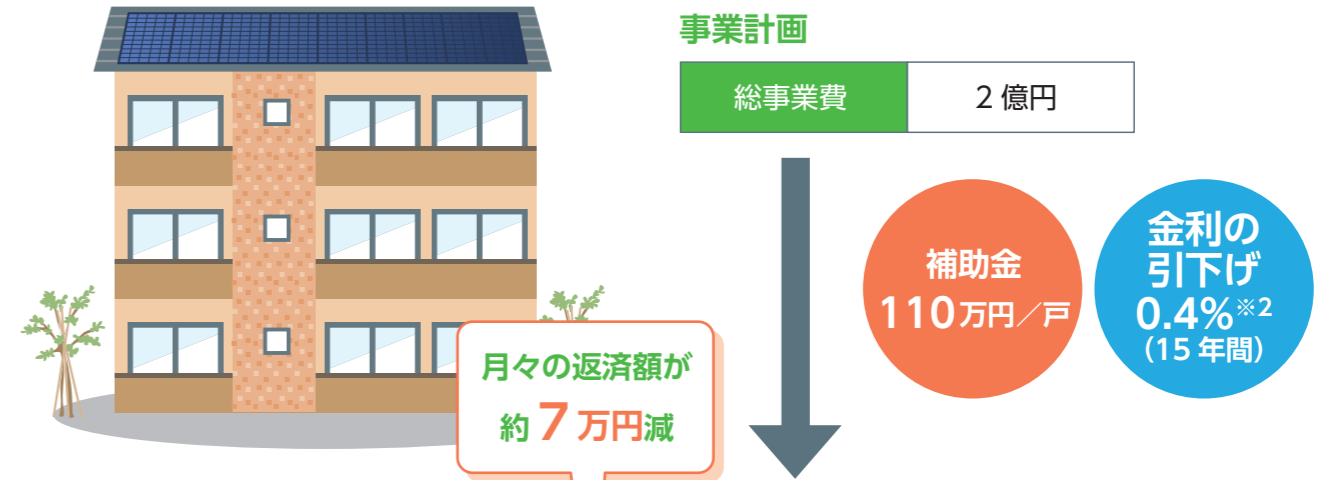 事業計画
総事業費 2億円
補助金
110万円／戸
金利の
引下げ
0.4%※2
（15年間）
月々の返済額が
約7万円減